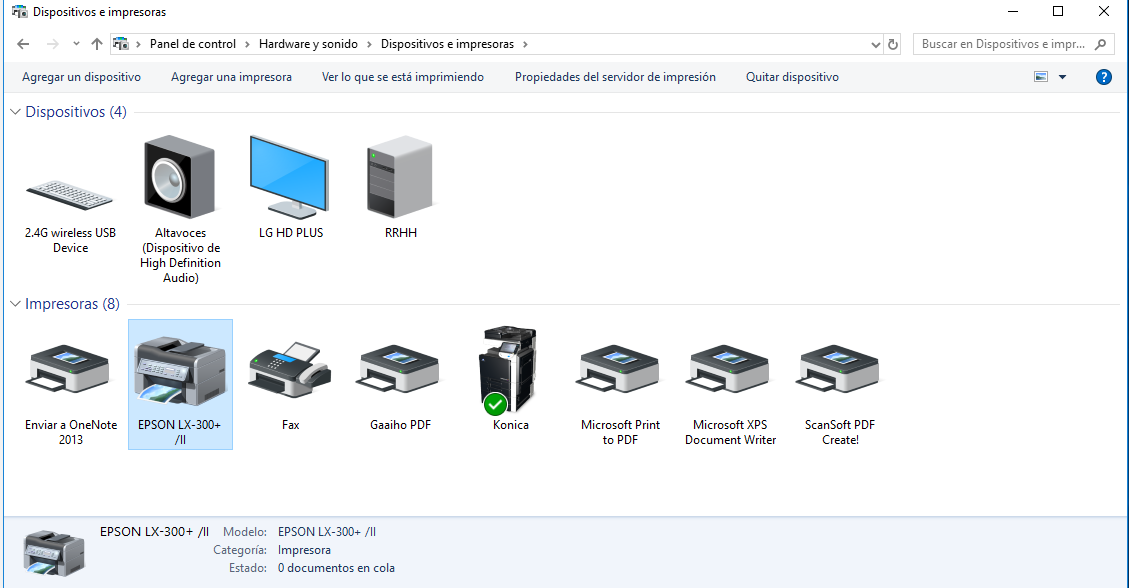 Dispositivos e impresoras
Panel de control > Hardware y sonido > Dispositivos e impresoras >
Buscar en Dispositivos e impr...
Agregar un dispositivo Agregar una impresora Ver lo que se está imprimiendo Propiedades del servidor de impresión Quitar dispositivo
Dispositivos (4)
2.4G wireless USB
Device
Altavoces
(Dispositivo de
High Definition
Audio)
LG HD PLUS
RRHH
Impresoras (8)
Enviar a OneNote
2013
EPSON LX-300+
/II
Fax
Gaaiho PDF
Konica
Microsoft Print
to PDF
Microsoft XPS
Document Writer
ScanSoft PDF
Create!
EPSON LX-300+ /II Modelo: EPSON LX-300+ /II
Categoría: Impresora
Estado: 0 documentos en cola